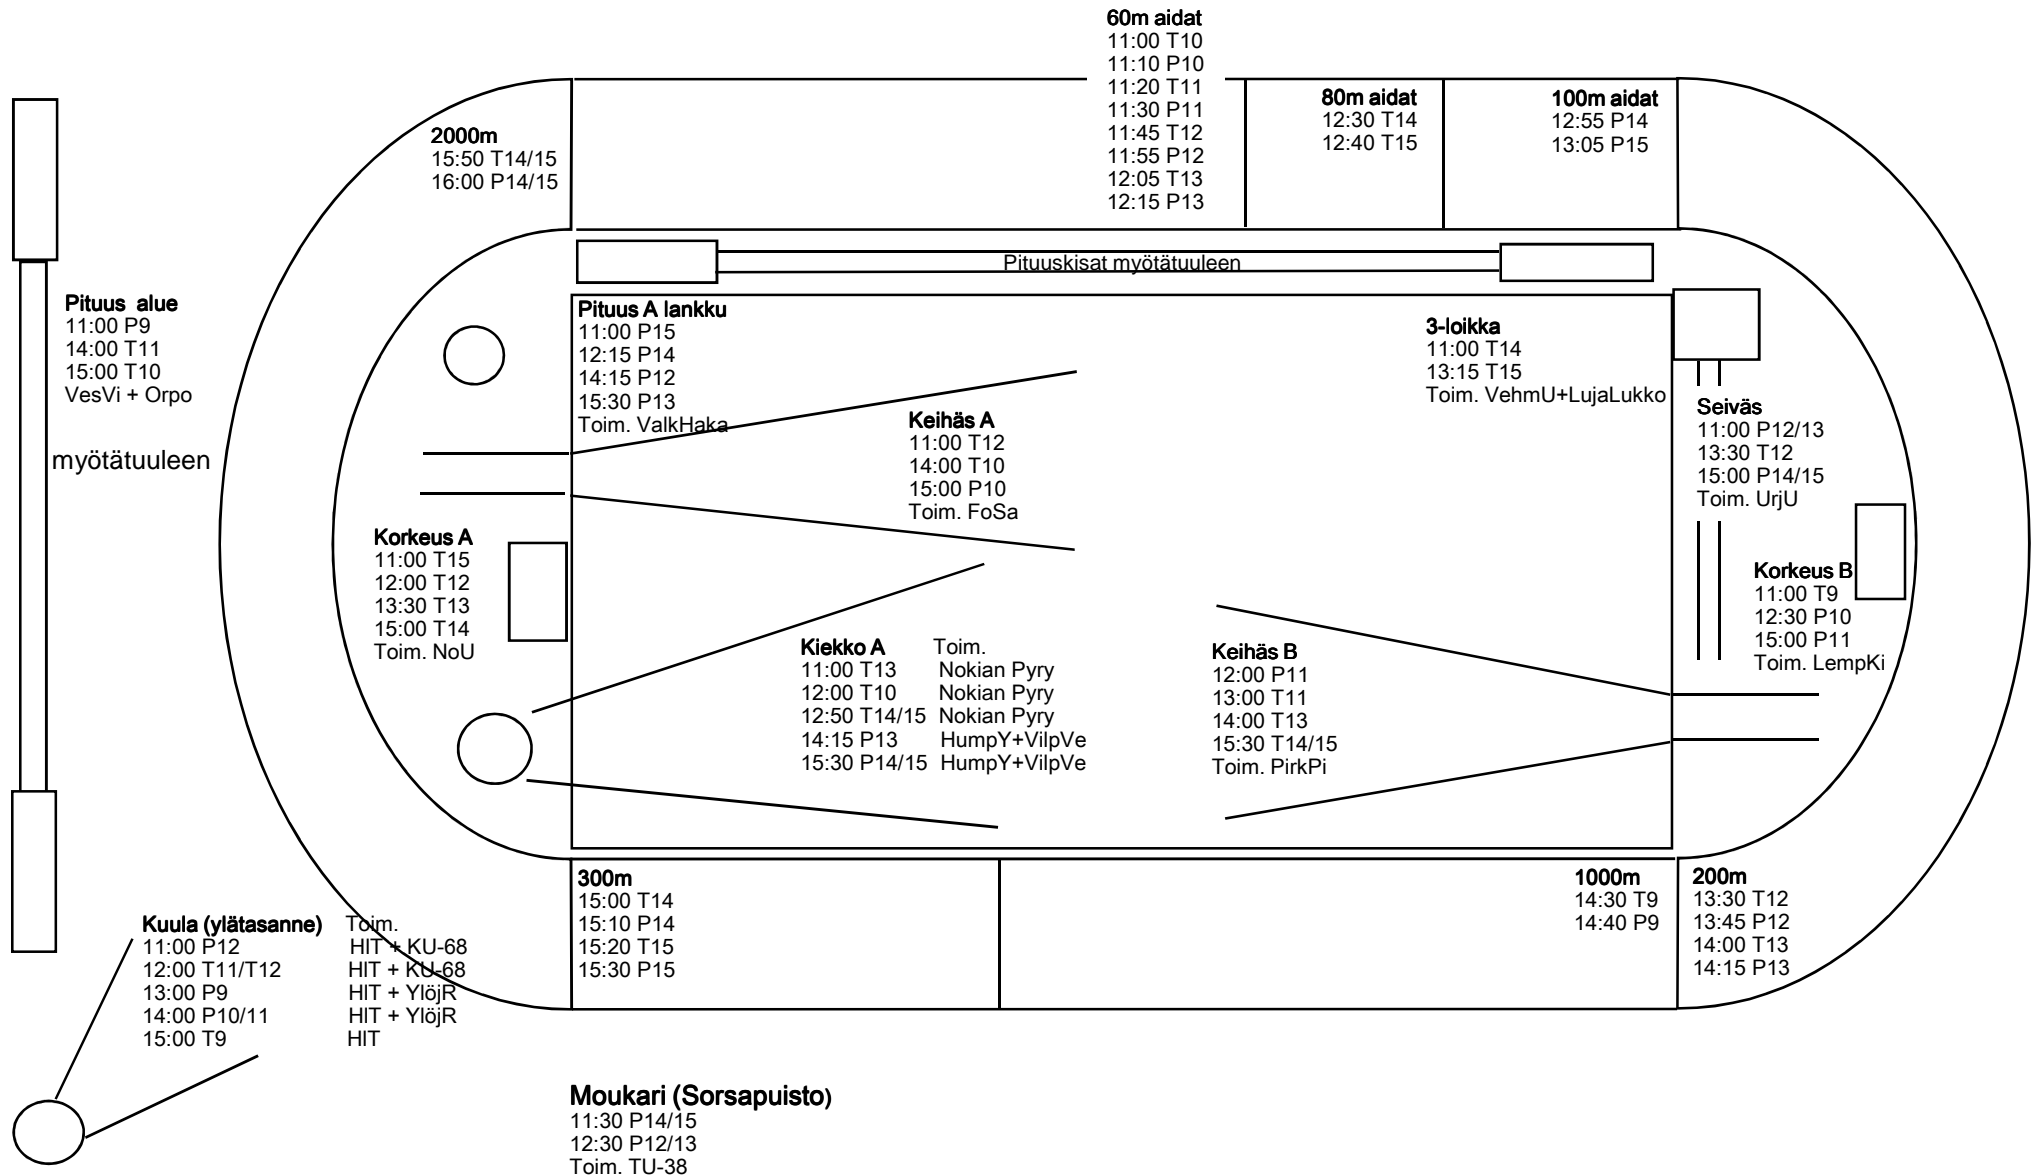 60m aidat
11:00 T10
11:10 P10
11:20 T11
11:30 P11
11:45 T12
11:55 P12
12:05 T13
12:15 P13
80m aidat
12:30 T14
12:40 T15
100m aidat
12:55 P14
13:05 P15
2000m
15:50 T14/15
16:00 P14/15
Pituuskisat myötätuuleen
Pituus alue
11:00 P9
14:00 T11
15:00 T10
VesVi + Orpo
myötätuuleen
Pituus A lankku
11:00 P15
12:15 P14
14:15 P12
15:30 P13
Toim. ValkHaka
3-loikka
11:00 T14
13:15 T15
Toim. VehmU+LujaLukko
Keihäs A
11:00 T12
14:00 T10
15:00 P10
Toim. FoSa
Seiväs
11:00 P12/13
13:30 T12
15:00 P14/15
Toim. UrjU
Korkeus A
11:00 T15
12:00 T12
13:30 T13
15:00 T14
Toim. NoU
Korkeus B
11:00 T9
12:30 P10
15:00 P11
Toim. LempKi
Kiekko A Toim.
11:00 T13 Nokian Pyry
12:00 T10 Nokian Pyry
12:50 T14/15 Nokian Pyry
14:15 P13 HumpY+VilpVe
15:30 P14/15 HumpY+VilpVe
Keihäs B
12:00 P11
13:00 T11
14:00 T13
15:30 T14/15
Toim. PirkPi
300m
15:00 T14
15:10 P14
15:20 T15
15:30 P15
1000m
14:30 T9
14:40 P9
200m
13:30 T12
13:45 P12
14:00 T13
14:15 P13
Kuula (ylätasanne) Toim.
11:00 P12 HIT + KU-68
12:00 T11/T12 HIT + KU-68
13:00 P9 HIT + YlöjR
14:00 P10/11 HIT + YlöjR
15:00 T9 HIT
Moukari (Sorsapuisto)
11:30 P14/15
12:30 P12/13
Toim. TU-38